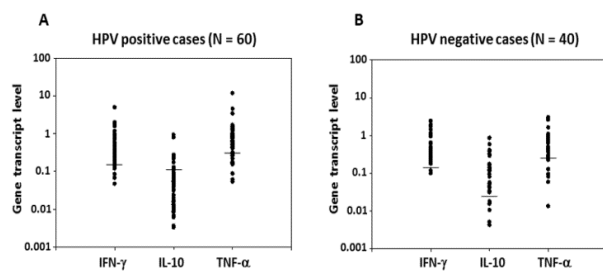 A
HPV positive cases (N = 60)
Gene transcript level
100
10
1
0.1
0.01
0.001
IFN-γ IL-10 TNF-α
B
HPV negative cases (N = 40)
Gene transcript level
100
10
1
0.1
0.01
0.001
IFN-γ IL-10 TNF-α